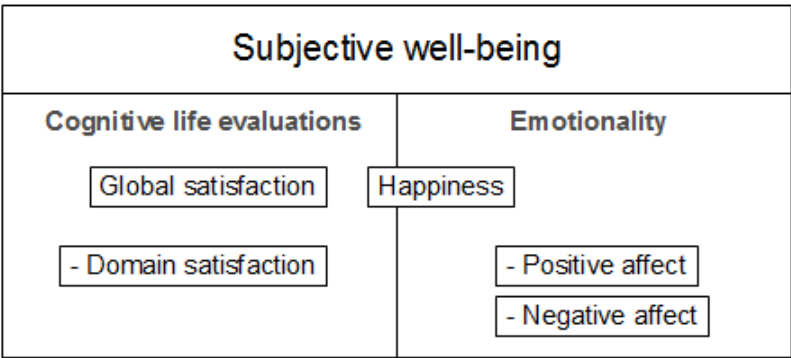 Subjective well-being
Cognitive life evaluations
Emotionality
Global satisfaction
Happiness
- Domain satisfaction
- Positive affect
- Negative affect